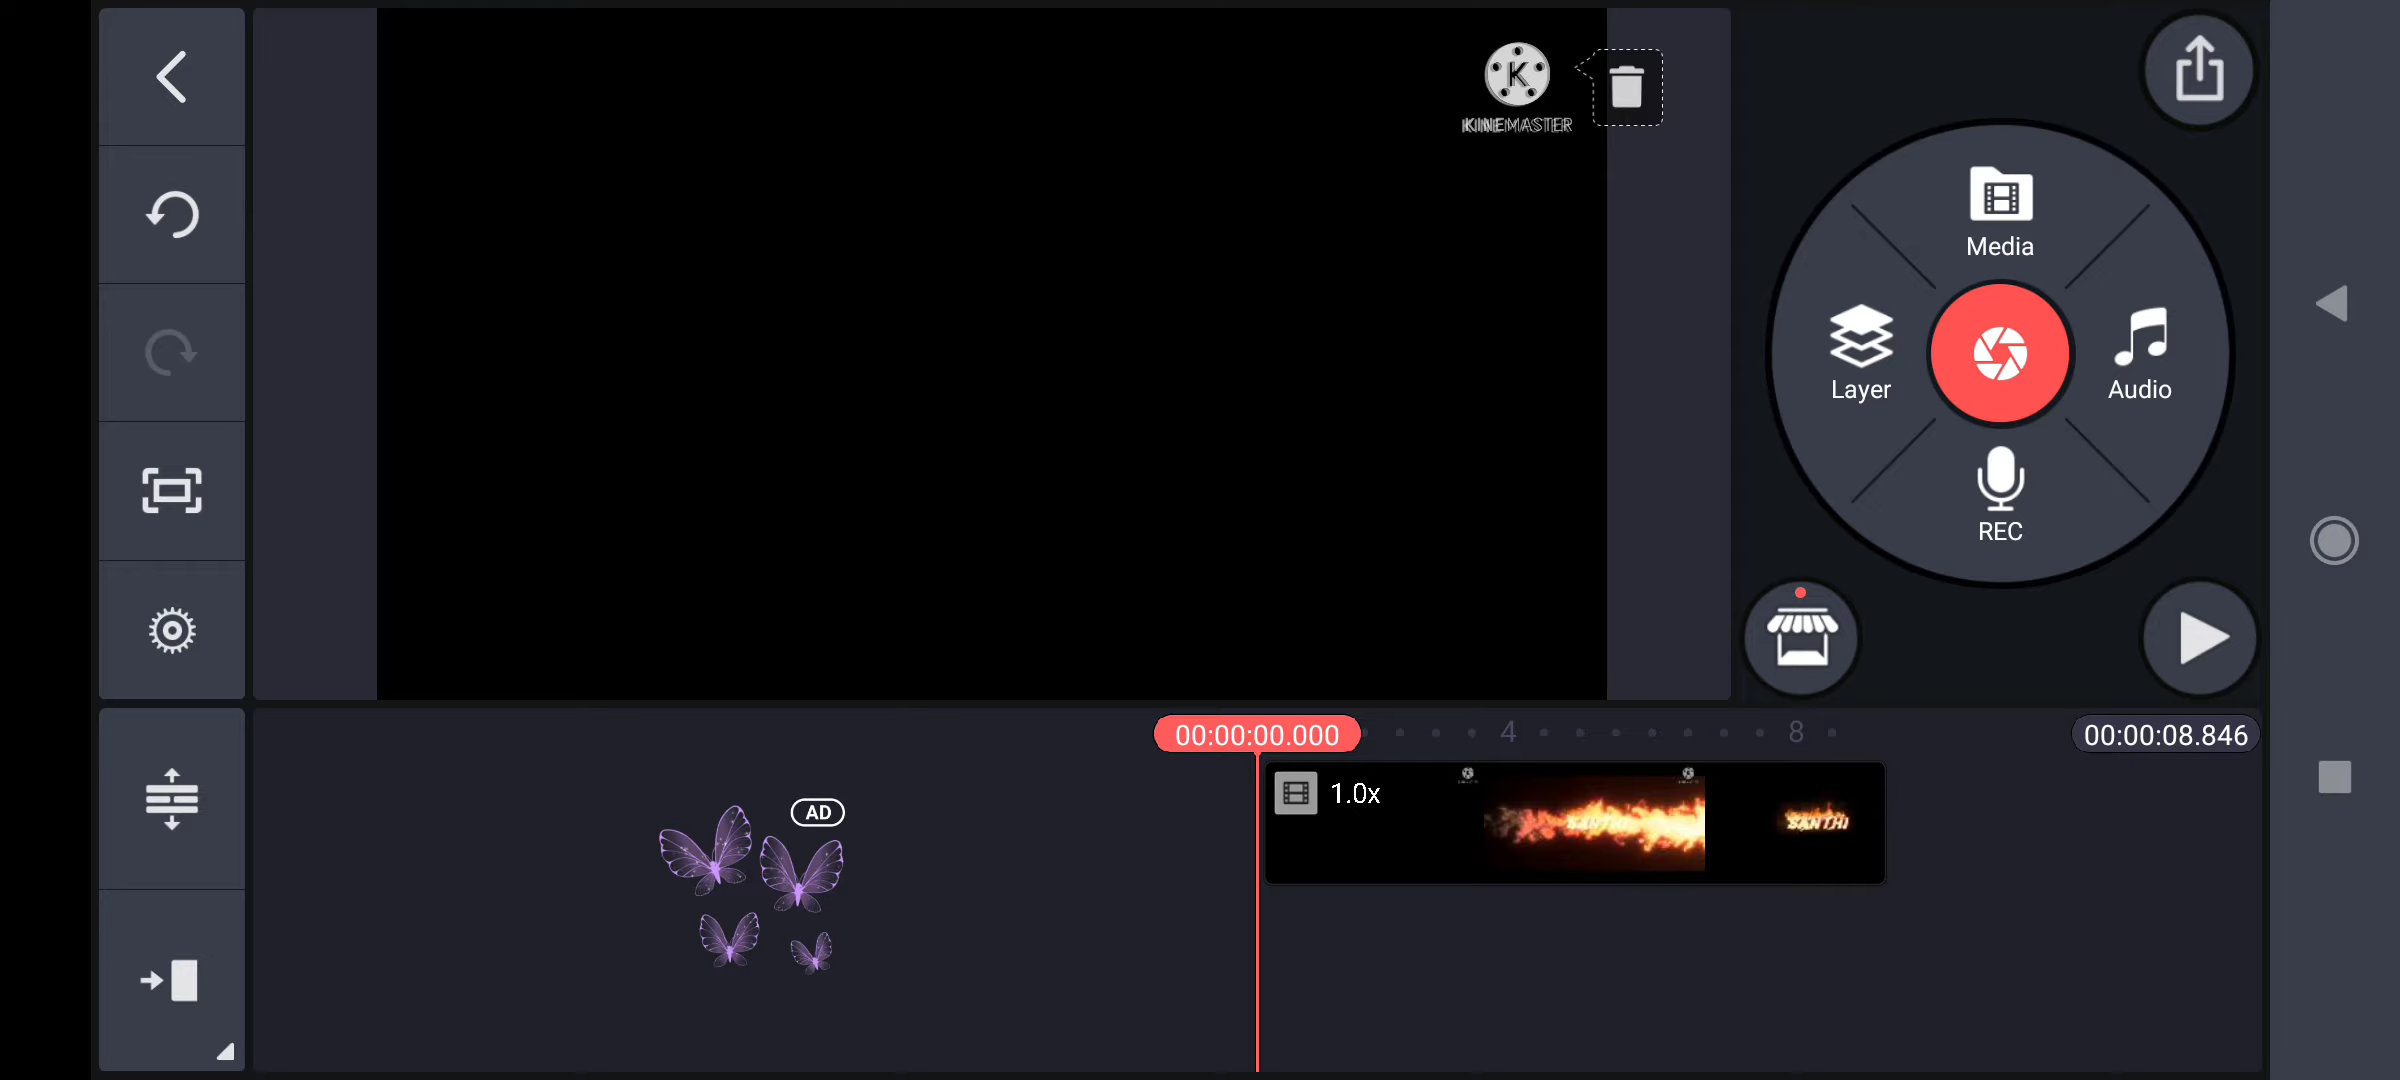 K
KINEMASTER
Media
Layer
Audio
REC
00:00:00.000
4
8
00:00:08.846
1.0x
SANTHI
SANTHI
AD